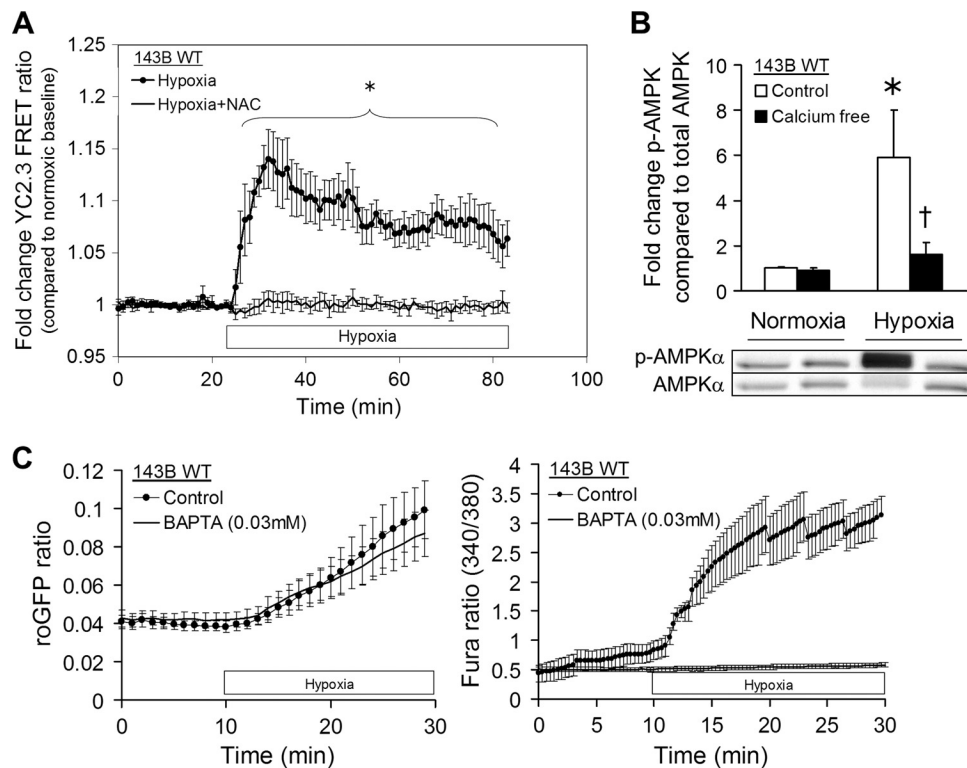 A
Fold change YC2.3 FRET ratio
(compared to normoxic baseline)
1.25
1.2
1.15
1.1
1.05
1
0.95
143B WT
Hypoxia
Hypoxia+NAC
*
Hypoxia
0 20 40 60 80 100
Time (min)
B
Fold change p-AMPK
compared to total AMPK
10
8
6
4
2
0
143B WT
Control
Calcium free
*
†
Normoxia Hypoxia
p-AMPKα
AMPKα
C
roGFP ratio
0.12
0.1
0.08
0.06
0.04
0.02
0
143B WT
Control
BAPTA (0.03mM)
Hypoxia
0 10 20 30
Time (min)
Fura ratio (340/380)
4
3.5
3
2.5
2
1.5
1
0.5
0
143B WT
Control
BAPTA (0.03mM)
Hypoxia
0 5 10 15 20 25 30
Time (min)